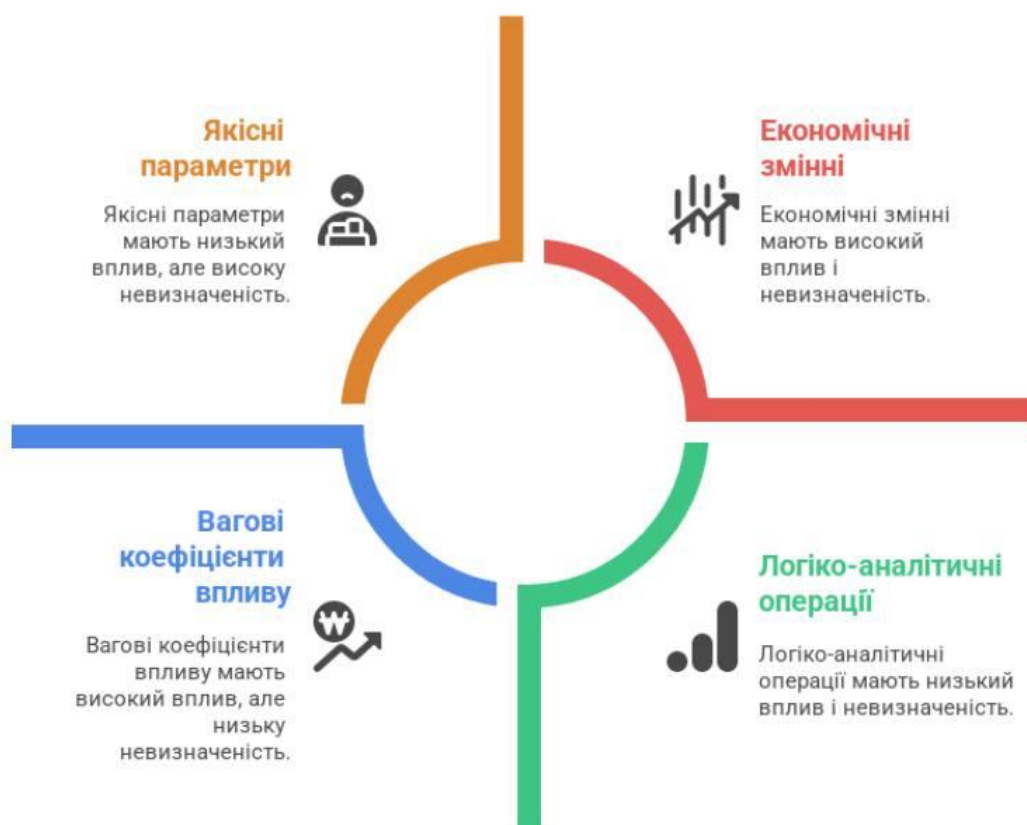 Якісні
параметри
Якісні параметри
мають низький
вплив, але високу
невизначеність.
Економічні
змінні
Економічні змінні
мають високий
вплив і
невизначеність.
Вагові
коефіцієнти
впливу
Вагові коефіцієнти
впливу мають
високий вплив, але
низьку
невизначеність.
Логіко-аналітичні
операції
Логіко-аналітичні
операції мають низький
вплив і невизначеність.